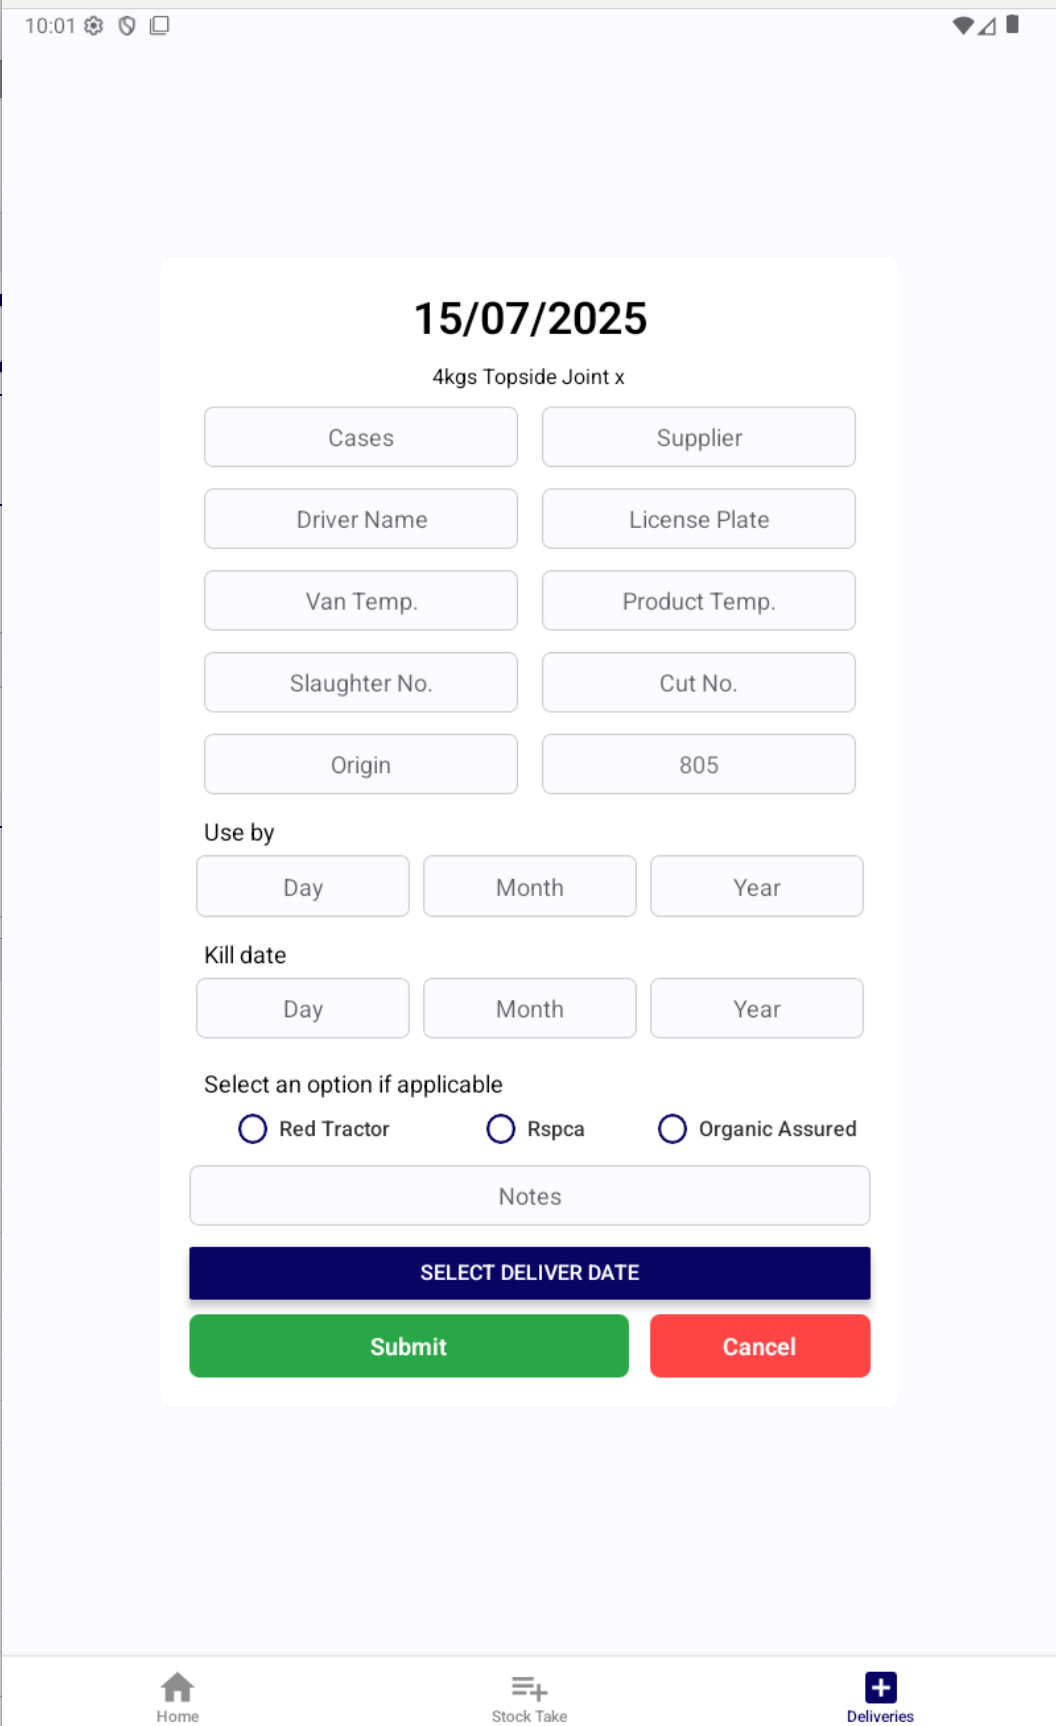 10:01
15/07/2025
4kgs Topside Joint x
Cases Supplier
Driver Name License Plate
Van Temp. Product Temp.
Slaughter No. Cut No.
Origin 805
Use by
Day Month Year
Kill date
Day Month Year
Select an option if applicable
Red Tractor Rspca Organic Assured
Notes
SELECT DELIVER DATE
Submit Cancel
Home Stock Take Deliveries